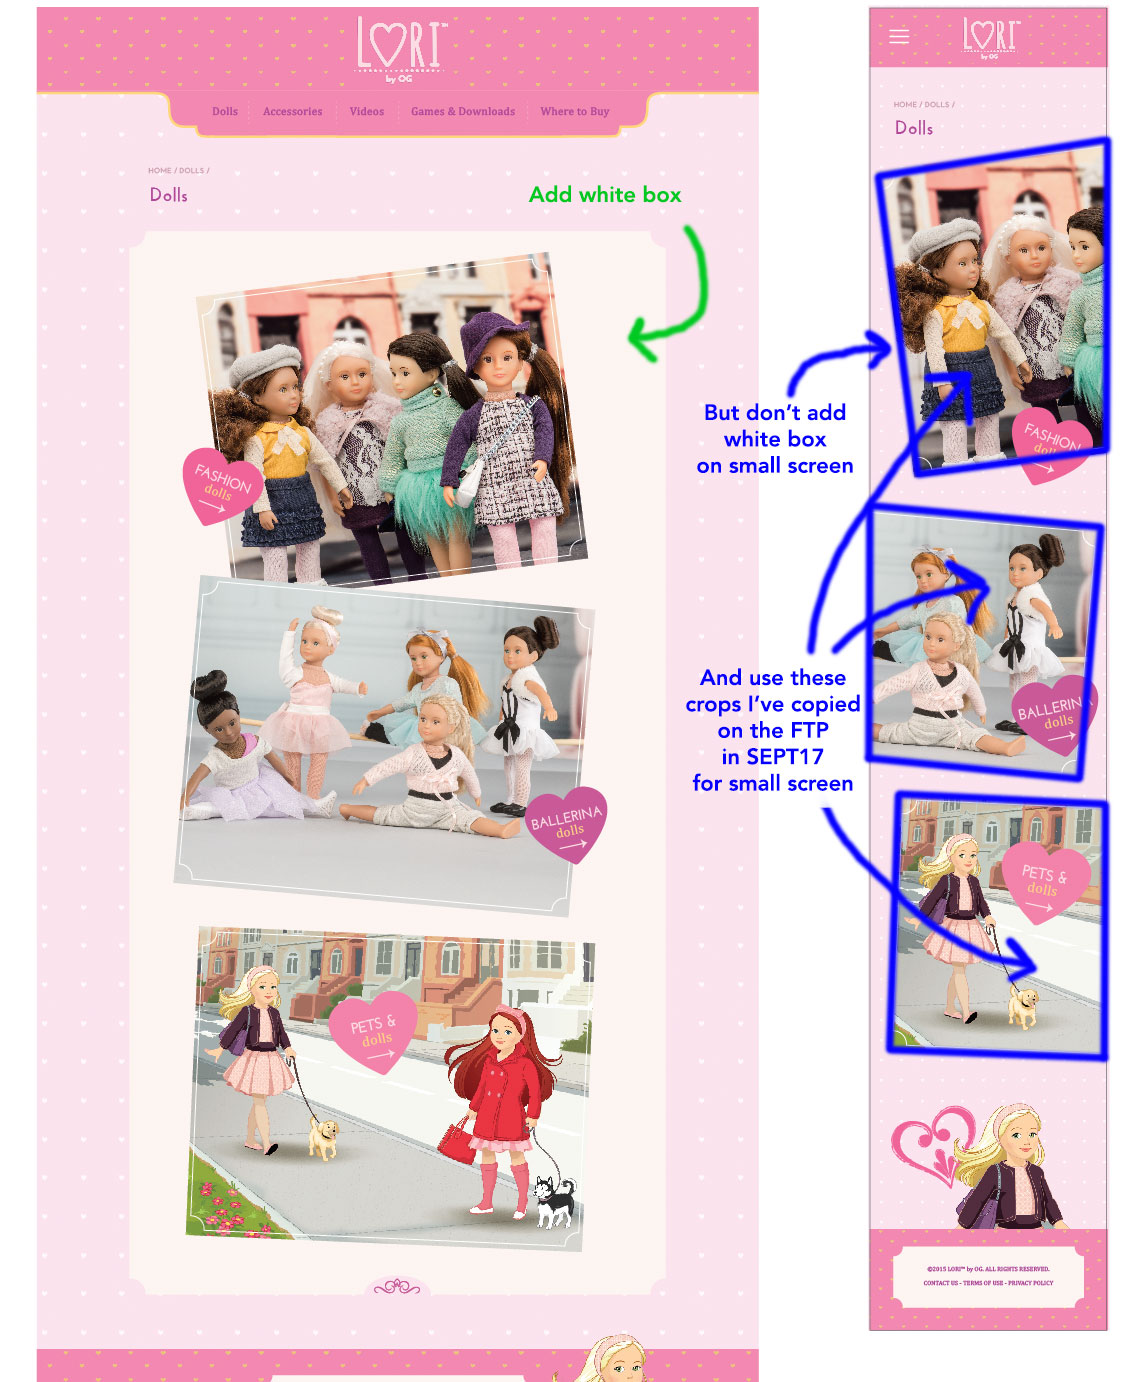 LORI™
by OG
Dolls
Accessories
Videos
Games & Downloads
Where to Buy
HOME / DOLLS /
Dolls
Add white box
FASHION
dolls
BALLERINA
dolls
PETS &
dolls
But don't add
white box
on small screen
And use these
crops I've copied
on the FTP
in SEPT17
for small screen
LORI™
by OG
HOME / DOLLS /
Dolls
FASHION
dolls
BALLERINA
dolls
PETS &
dolls
©2015 LORI™ by OG. ALL RIGHTS RESERVED.
CONTACT US - TERMS OF USE - PRIVACY POLICY